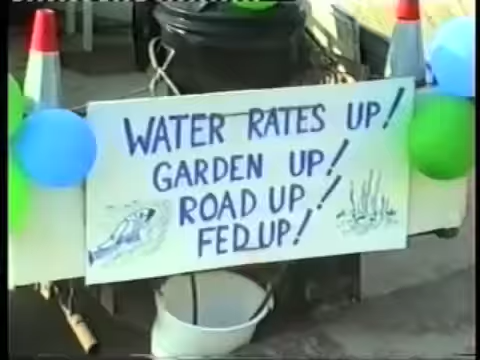 WATER RATES UP!
GARDEN UP!
ROAD UP!
FED UP!